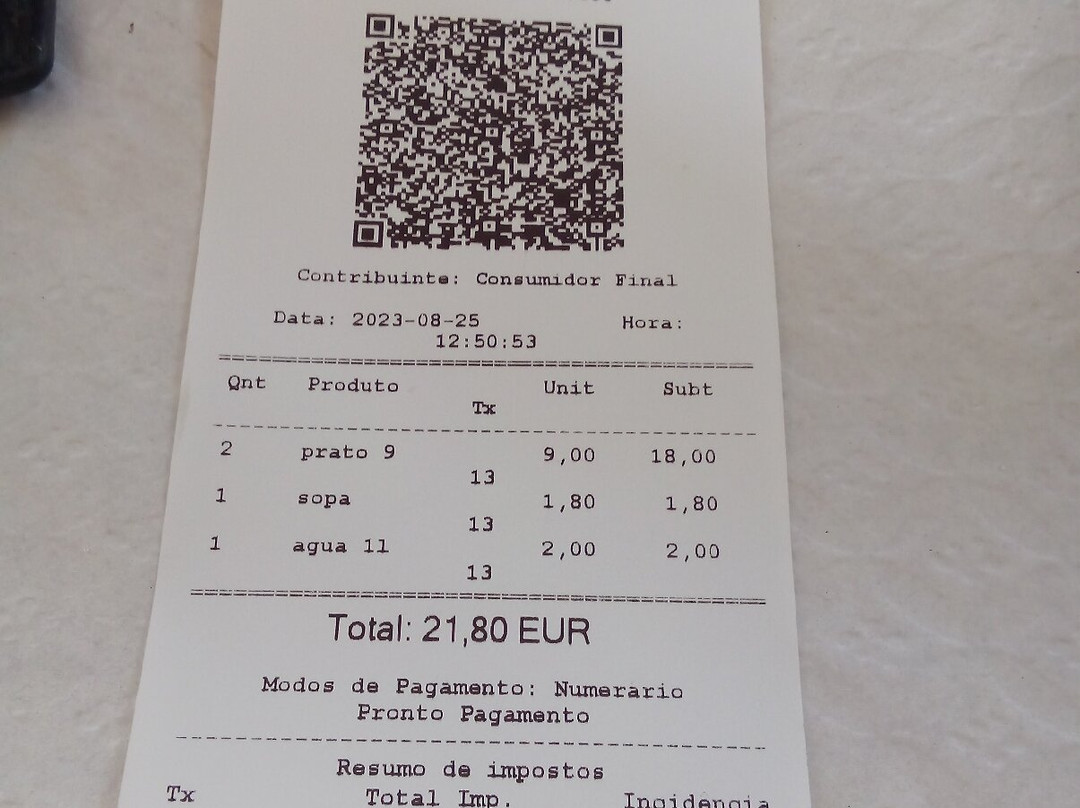 Contribuinte: Consumidor Final
Data: 2023-08-25 Hora:
12:50:53
Qnt Produto Unit Subt
Tx
2 prato 9 9,00 18,00
13
1 sopa 1,80 1,80
13
1 agua 1l 2,00 2,00
13
Total: 21,80 EUR
Modos de Pagamento: Numerario
Pronto Pagamento
Resumo de impostos
Tx Total Imp. Incidencia